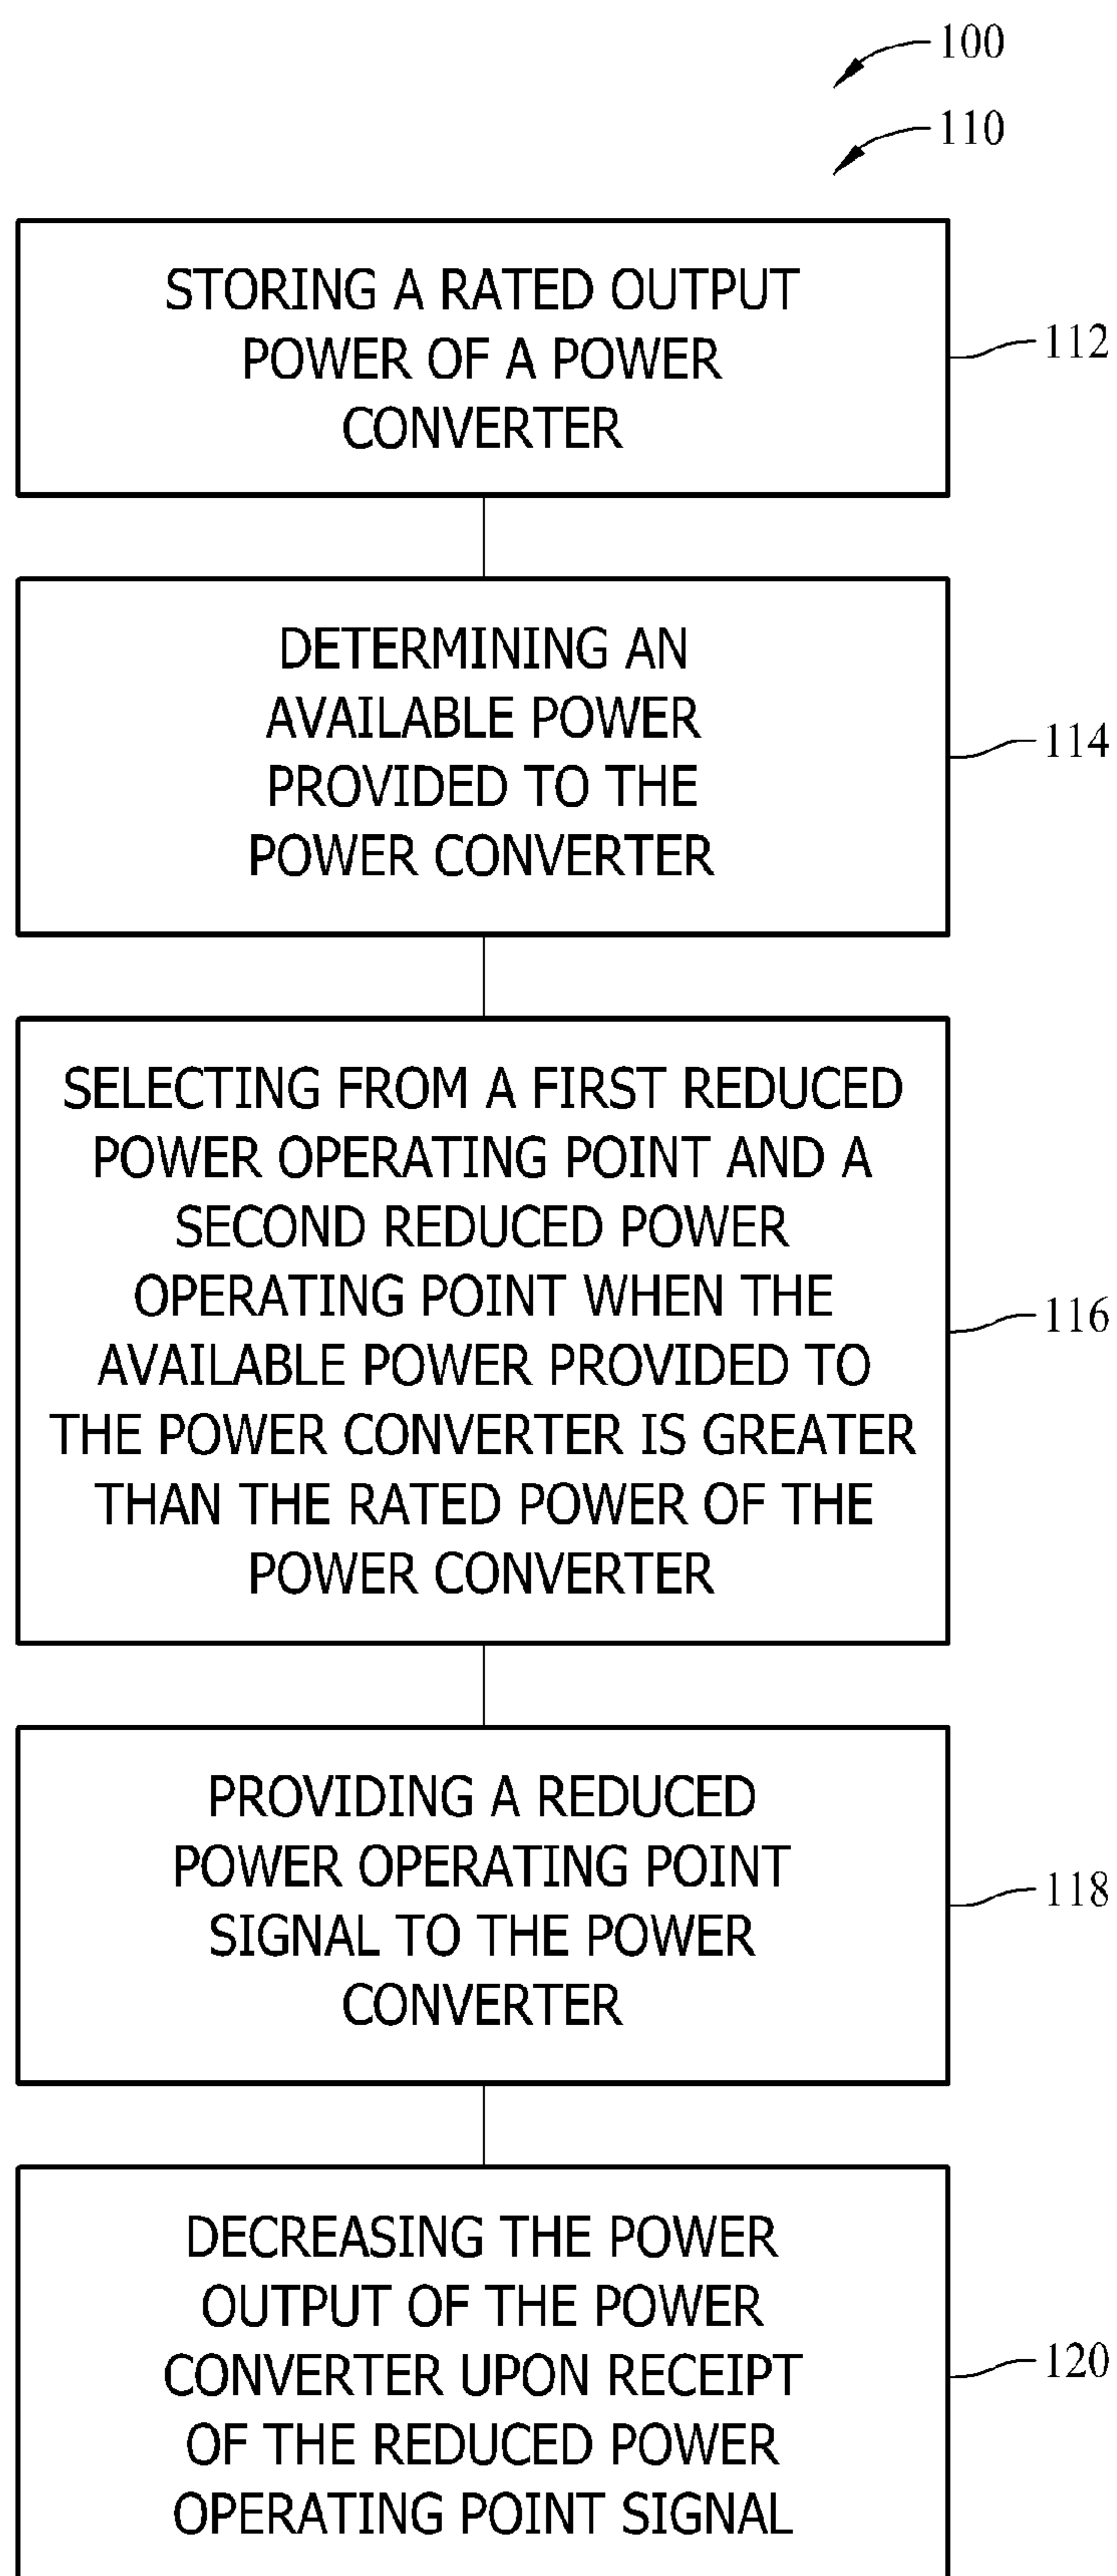 100
110
STORING A RATED OUTPUT
POWER OF A POWER
CONVERTER
112
DETERMINING AN
AVAILABLE POWER
PROVIDED TO THE
POWER CONVERTER
114
SELECTING FROM A FIRST REDUCED
POWER OPERATING POINT AND A
SECOND REDUCED POWER
OPERATING POINT WHEN THE
AVAILABLE POWER PROVIDED TO
THE POWER CONVERTER IS GREATER
THAN THE RATED POWER OF THE
POWER CONVERTER
116
PROVIDING A REDUCED
POWER OPERATING POINT
SIGNAL TO THE POWER
CONVERTER
118
DECREASING THE POWER
OUTPUT OF THE POWER
CONVERTER UPON RECEIPT
OF THE REDUCED POWER
OPERATING POINT SIGNAL
120